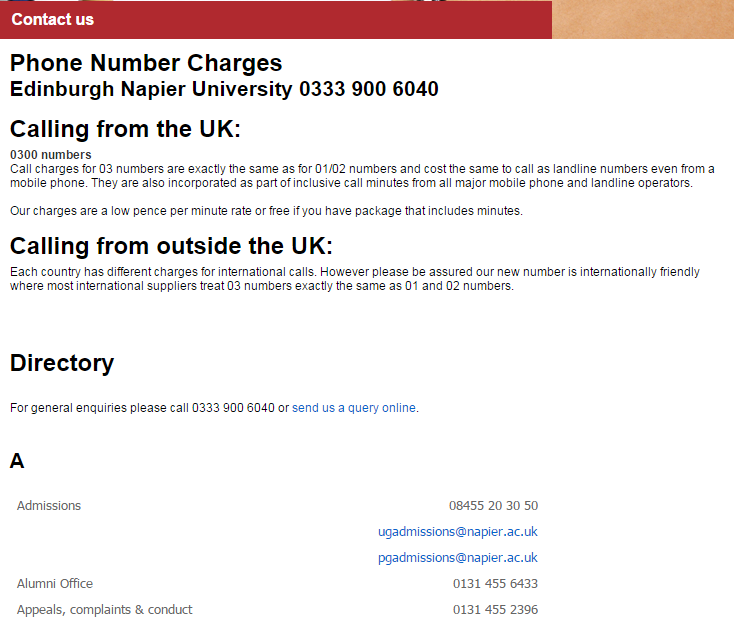 Contact us
Phone Number Charges
Edinburgh Napier University 0333 900 6040
Calling from the UK:
0300 numbers
Call charges for 03 numbers are exactly the same as for 01/02 numbers and cost the same to call as landline numbers even from a
mobile phone. They are also incorporated as part of inclusive call minutes from all major mobile phone and landline operators.
Our charges are a low pence per minute rate or free if you have package that includes minutes.
Calling from outside the UK:
Each country has different charges for international calls. However please be assured our new number is internationally friendly
where most international suppliers treat 03 numbers exactly the same as 01 and 02 numbers.
Directory
For general enquiries please call 0333 900 6040 or send us a query online.
A
Admissions 08455 20 30 50
ugadmissions@napier.ac.uk
pgadmissions@napier.ac.uk
Alumni Office 0131 455 6433
Appeals, complaints & conduct 0131 455 2396